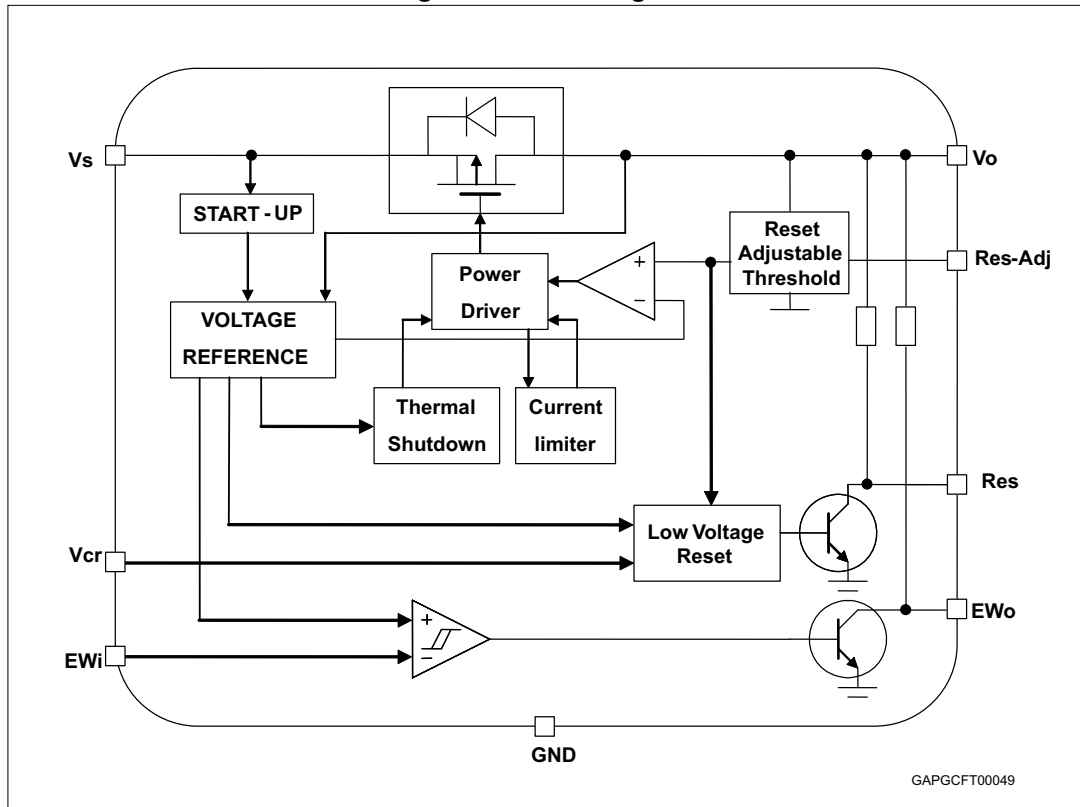 Vs
Vo
START - UP
Reset
Adjustable
Threshold
Res-Adj
Power
Driver
+
−
VOLTAGE
REFERENCE
Thermal
Shutdown
Current
limiter
Res
Low Voltage
Reset
Vcr
EWo
+
−
EWi
GND
GAPGCFT00049